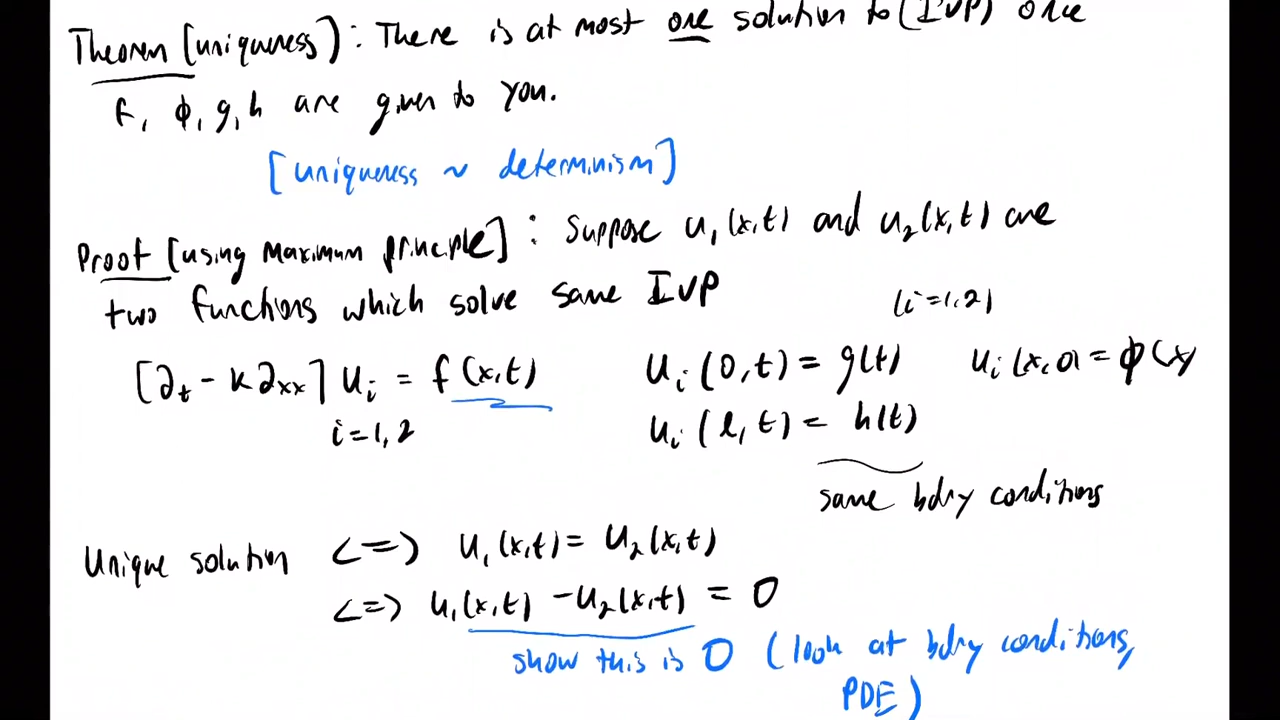 Theorem [uniqueness]: There is at most one solution to (IVP) once
f, φ, g, h are given to you.
[uniqueness ~ determinism]
Proof [using maximum principle]: Suppose u₁(x,t) and u₂(x,t) are
two functions which solve same IVP
(i=1,2)
[∂ₜ - k∂ₓₓ] uᵢ = f(x,t) uᵢ(0,t) = g(t) uᵢ(x,0) = φ(x)
i=1,2 uᵢ(l,t) = h(t)
same bdry conditions
Unique solution <=> u₁(x,t) = u₂(x,t)
<=> u₁(x,t) - u₂(x,t) = 0
show this is 0 (look at bdry conditions,
PDE)